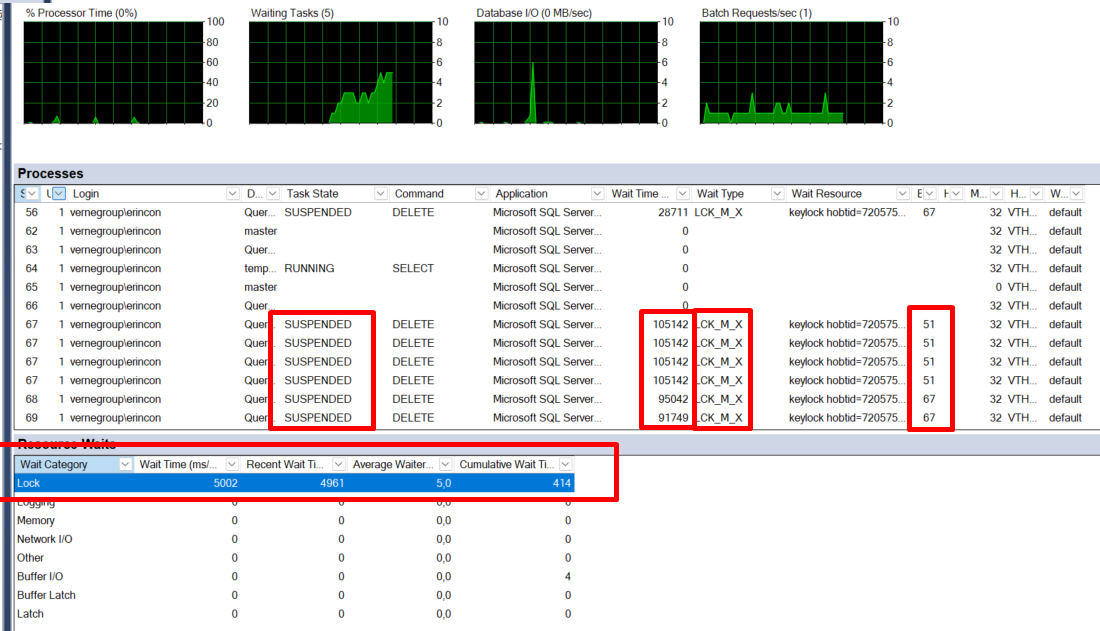 % Processor Time (0%) Waiting Tasks (5) Database I/O (0 MB/sec) Batch Requests/sec (1)
100 10 10 10
80 8 8 8
60 6 6 6
40 4 4 4
20 2 2 2
0 0 0 0
Processes
Login D... Task State Command Application Wait Time ... Wait Type Wait Resource M... H... W...
56 1 vernegroup\erincon Quer... SUSPENDED DELETE Microsoft SQL Server... 28711 LCK_M_X keylock hobtid=720575... 67 32 VTH... default
62 1 vernegroup\erincon master Microsoft SQL Server... 0 32 VTH... default
63 1 vernegroup\erincon Quer... Microsoft SQL Server... 0 32 VTH... default
64 1 vernegroup\erincon temp... RUNNING SELECT Microsoft SQL Server... 0 32 VTH... default
65 1 vernegroup\erincon master Microsoft SQL Server... 0 0 VTH... default
66 1 vernegroup\erincon Quer... Microsoft SQL Server... 0 32 VTH... default
67 1 vernegroup\erincon Quer SUSPENDED DELETE Microsoft SQL Server... 105142 LCK_M_X keylock hobtid=720575... 51 32 VTH... default
67 1 vernegroup\erincon Quer SUSPENDED DELETE Microsoft SQL Server... 105142 LCK_M_X keylock hobtid=720575... 51 32 VTH... default
67 1 vernegroup\erincon Quer SUSPENDED DELETE Microsoft SQL Server... 105142 LCK_M_X keylock hobtid=720575... 51 32 VTH... default
67 1 vernegroup\erincon Quer SUSPENDED DELETE Microsoft SQL Server... 105142 LCK_M_X keylock hobtid=720575... 51 32 VTH... default
68 1 vernegroup\erincon Quer SUSPENDED DELETE Microsoft SQL Server... 95042 LCK_M_X keylock hobtid=720575... 67 32 VTH... default
69 1 vernegroup\erincon Quer SUSPENDED DELETE Microsoft SQL Server... 91749 LCK_M_X keylock hobtid=720575... 67 32 VTH... default
Resource Waits
Wait Category Wait Time (ms/... Recent Wait Ti... Average Waiter... Cumulative Wait Ti...
Lock 5002 4961 5,0 414
Logging 0 0 0,0 0
Memory 0 0 0,0 0
Network I/O 0 0 0,0 0
Other 0 0 0,0 0
Buffer I/O 0 0 0,0 4
Buffer Latch 0 0 0,0 0
Latch 0 0 0,0 0